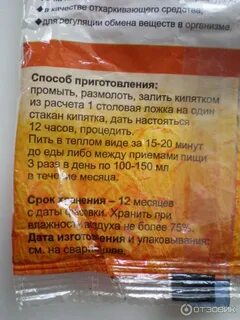 • в качестве отхаркивающего средства;
• для регуляции обмена веществ в организме.
Способ приготовления:
промыть, размолоть, залить кипятком
из расчета 1 столовая ложка на один
стакан кипятка, дать настояться
12 часов, процедить.
Пить в теплом виде за 15-20 минут
до еды либо между приемами пищи
3 раза в день по 100-150 мл
в течение месяца.
Срок хранения – 12 месяцев
с даты фасовки. Хранить при
влажности воздуха не более 75%.
Дата изготовения и упаковывания:
см. на сварном шве.
ОТЗОВИК